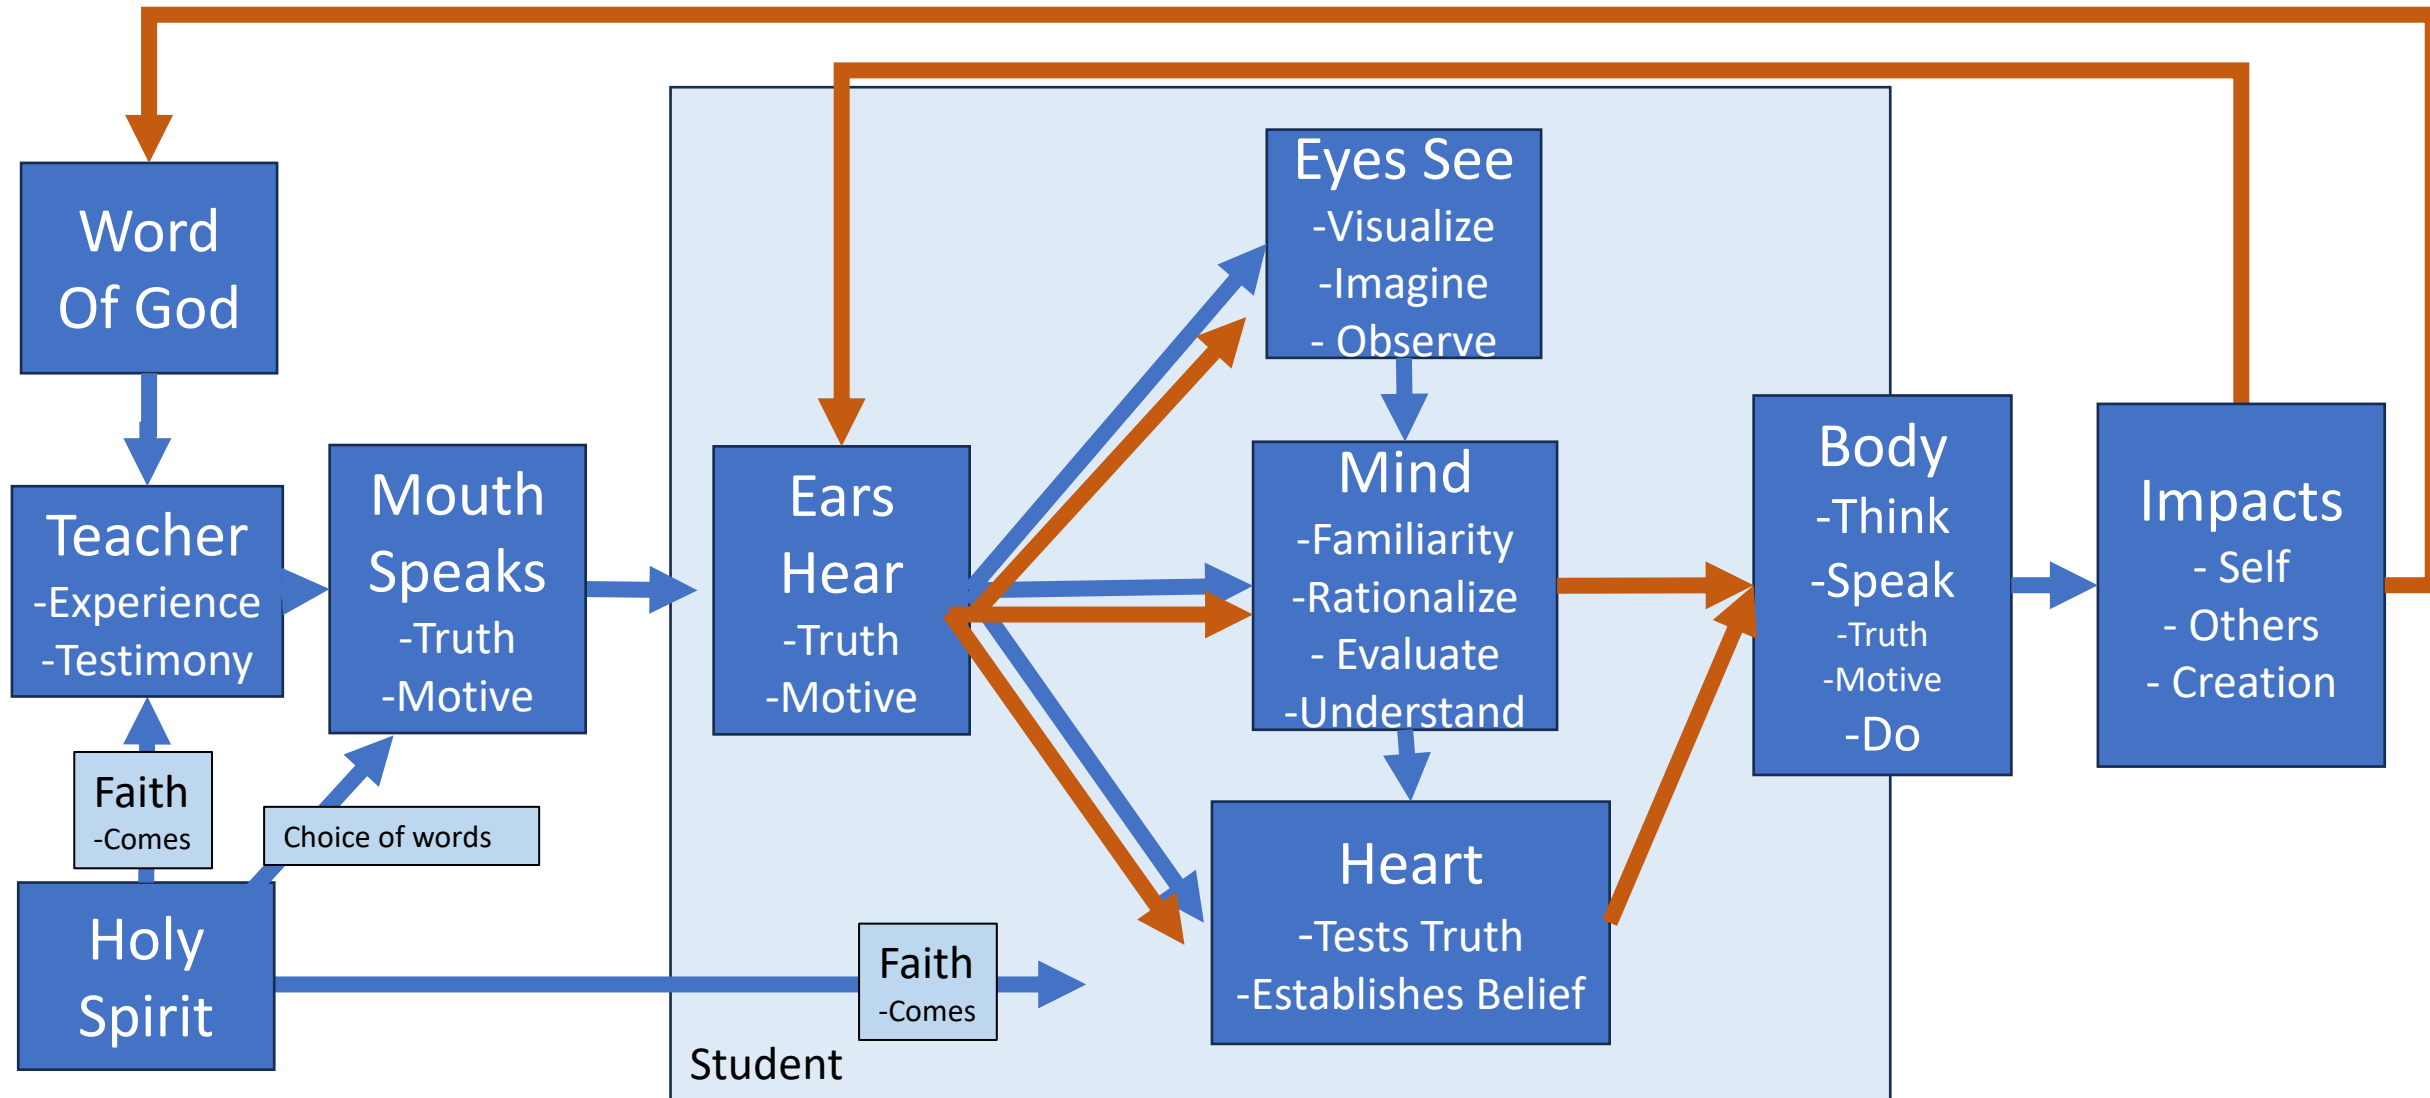 Word
Of God
Teacher
-Experience
-Testimony
Mouth
Speaks
-Truth
-Motive
Faith
-Comes
Choice of words
Holy
Spirit
Ears
Hear
-Truth
-Motive
Faith
-Comes
Student
Eyes See
-Visualize
-Imagine
- Observe
Mind
-Familiarity
-Rationalize
- Evaluate
-Understand
Heart
-Tests Truth
-Establishes Belief
Body
-Think
-Speak
-Truth
-Motive
-Do
Impacts
- Self
- Others
- Creation